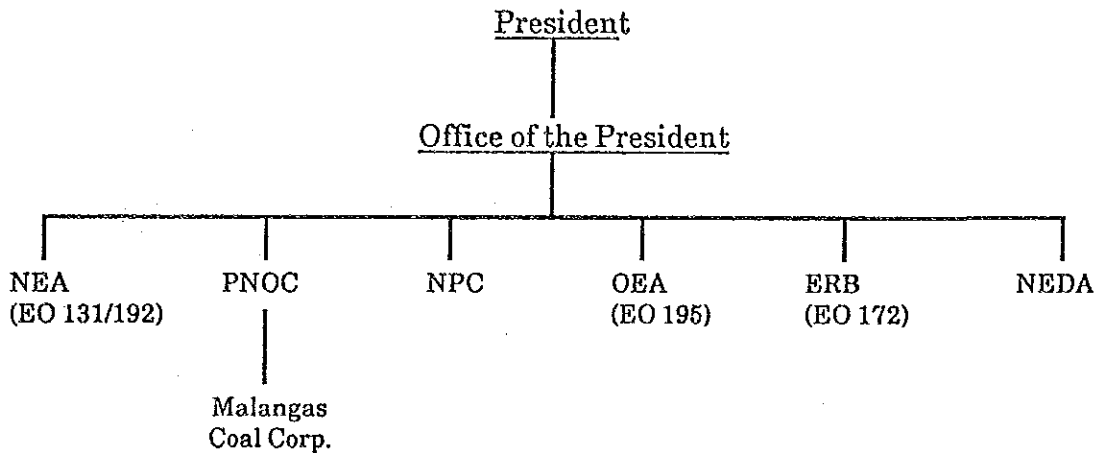 President
Office of the President
NEA PNOC NPC OEA ERB NEDA
(EO 131/192) (EO 195) (EO 172)
Malangas
Coal Corp.